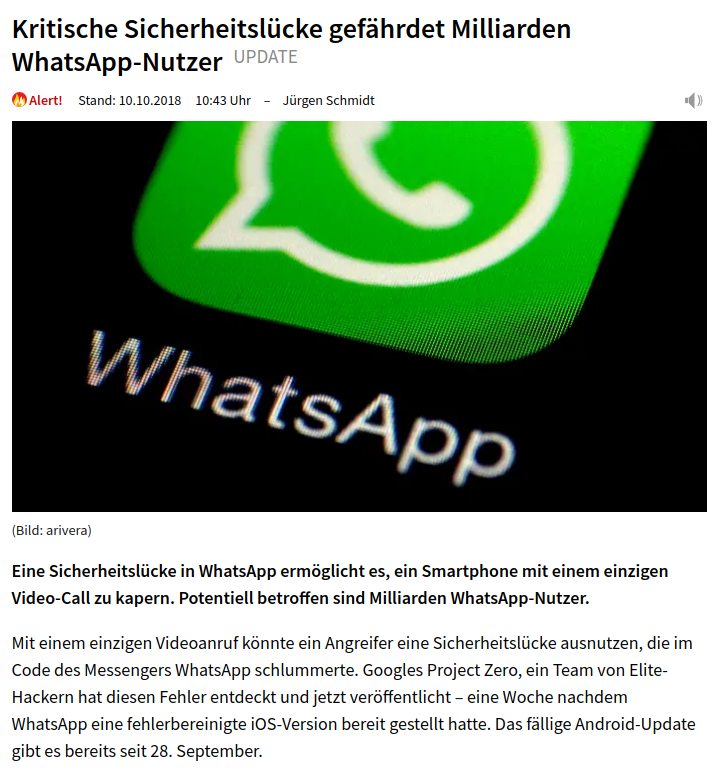 Kritische Sicherheitslücke gefährdet Milliarden
WhatsApp-Nutzer UPDATE
Alert! Stand: 10.10.2018 10:43 Uhr – Jürgen Schmidt
WhatsApp
(Bild: arivera)
Eine Sicherheitslücke in WhatsApp ermöglicht es, ein Smartphone mit einem einzigen
Video-Call zu kapern. Potentiell betroffen sind Milliarden WhatsApp-Nutzer.
Mit einem einzigen Videoanruf könnte ein Angreifer eine Sicherheitslücke ausnutzen, die im
Code des Messengers WhatsApp schlummerte. Googles Project Zero, ein Team von Elite-
Hackern hat diesen Fehler entdeckt und jetzt veröffentlicht – eine Woche nachdem
WhatsApp eine fehlerbereinigte iOS-Version bereit gestellt hatte. Das fällige Android-Update
gibt es bereits seit 28. September.